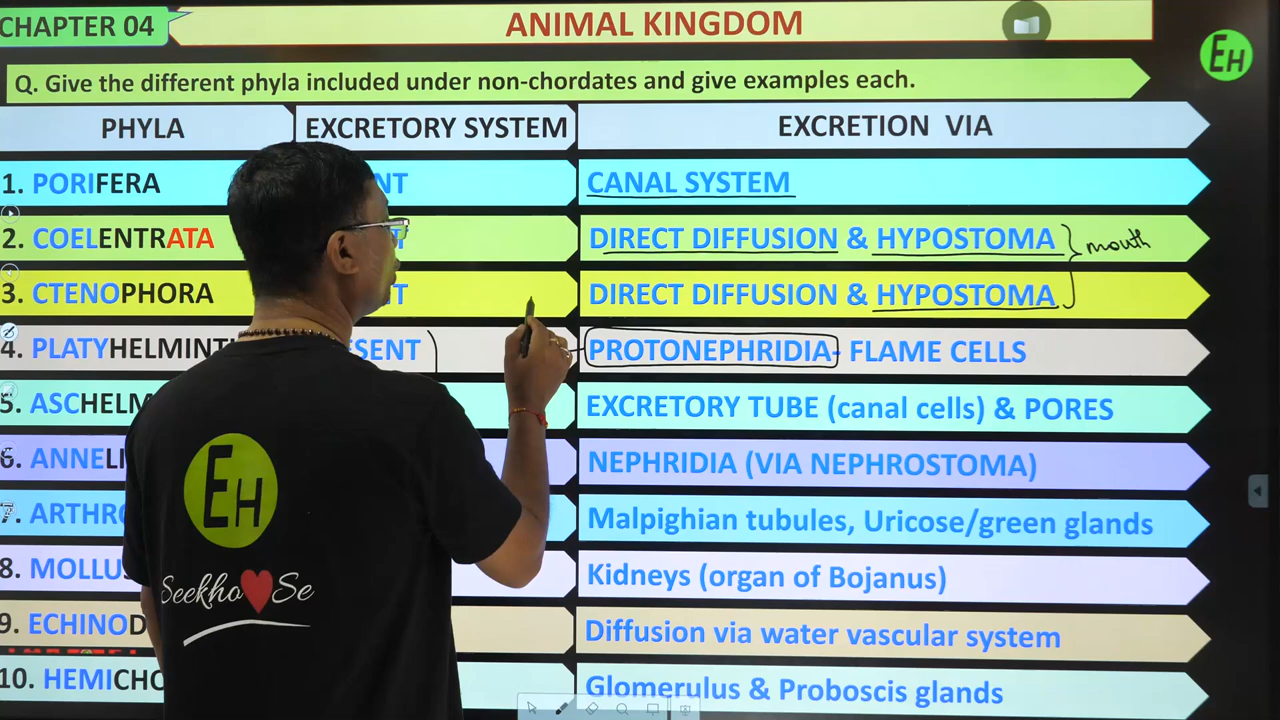 CHAPTER 04
ANIMAL KINGDOM
EH
Q. Give the different phyla included under non-chordates and give examples each.
PHYLA EXCRETORY SYSTEM EXCRETION VIA
1. PORIFERA NT CANAL SYSTEM
2. COELENTRATA DIRECT DIFFUSION & HYPOSTOMA mouth
3. CTENOPHORA NT DIRECT DIFFUSION & HYPOSTOMA
4. PLATYHELMINT SENT PROTONEPHRIDIA- FLAME CELLS
5. ASCHELM EXCRETORY TUBE (canal cells) & PORES
6. ANNELI NEPHRIDIA (VIA NEPHROSTOMA)
7. ARTHRO Malpighian tubules, Uricose/green glands
8. MOLLUS Kidneys (organ of Bojanus)
9. ECHINOD Diffusion via water vascular system
10. HEMICHO Glomerulus & Proboscis glands
EH
Seekho Se